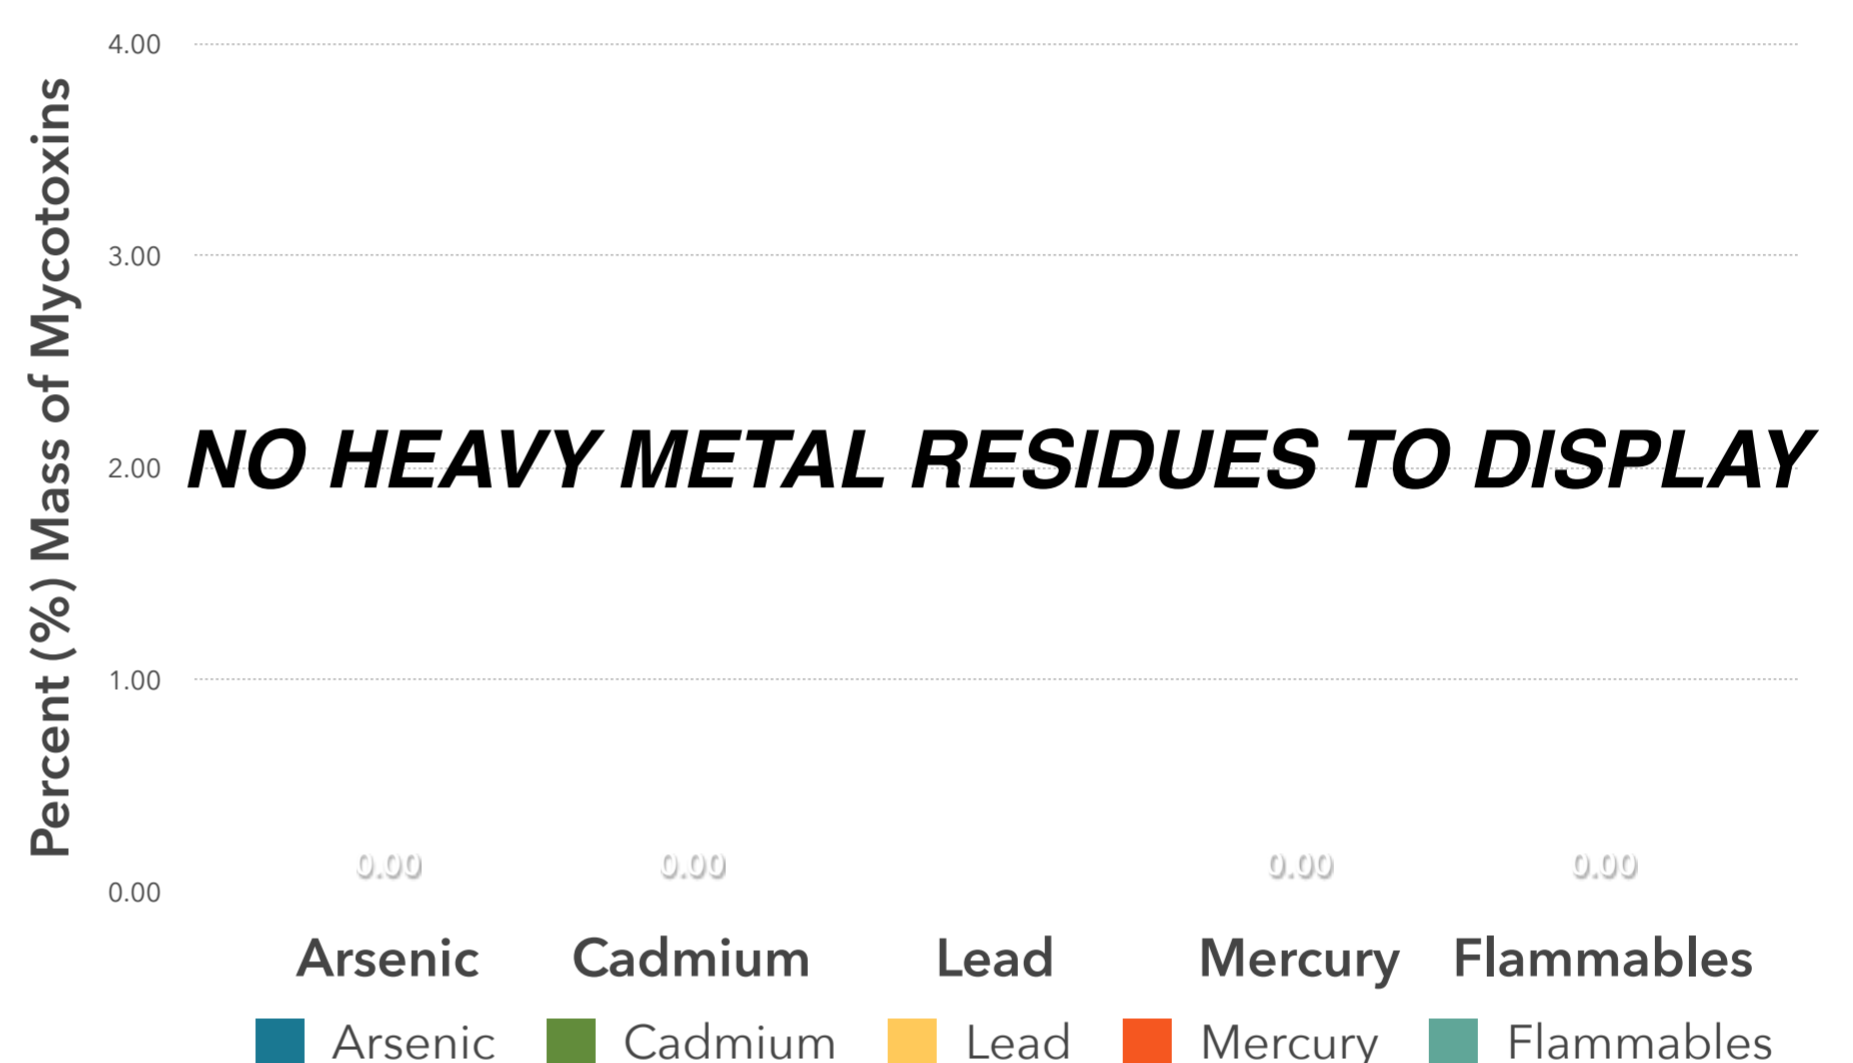 4.00
3.00
2.00
1.00
0.00
Percent (%) Mass of Mycotoxins
NO HEAVY METAL RESIDUES TO DISPLAY
0.00 0.00 0.00 0.00
Arsenic Cadmium Lead Mercury Flammables
Arsenic Cadmium Lead Mercury Flammables